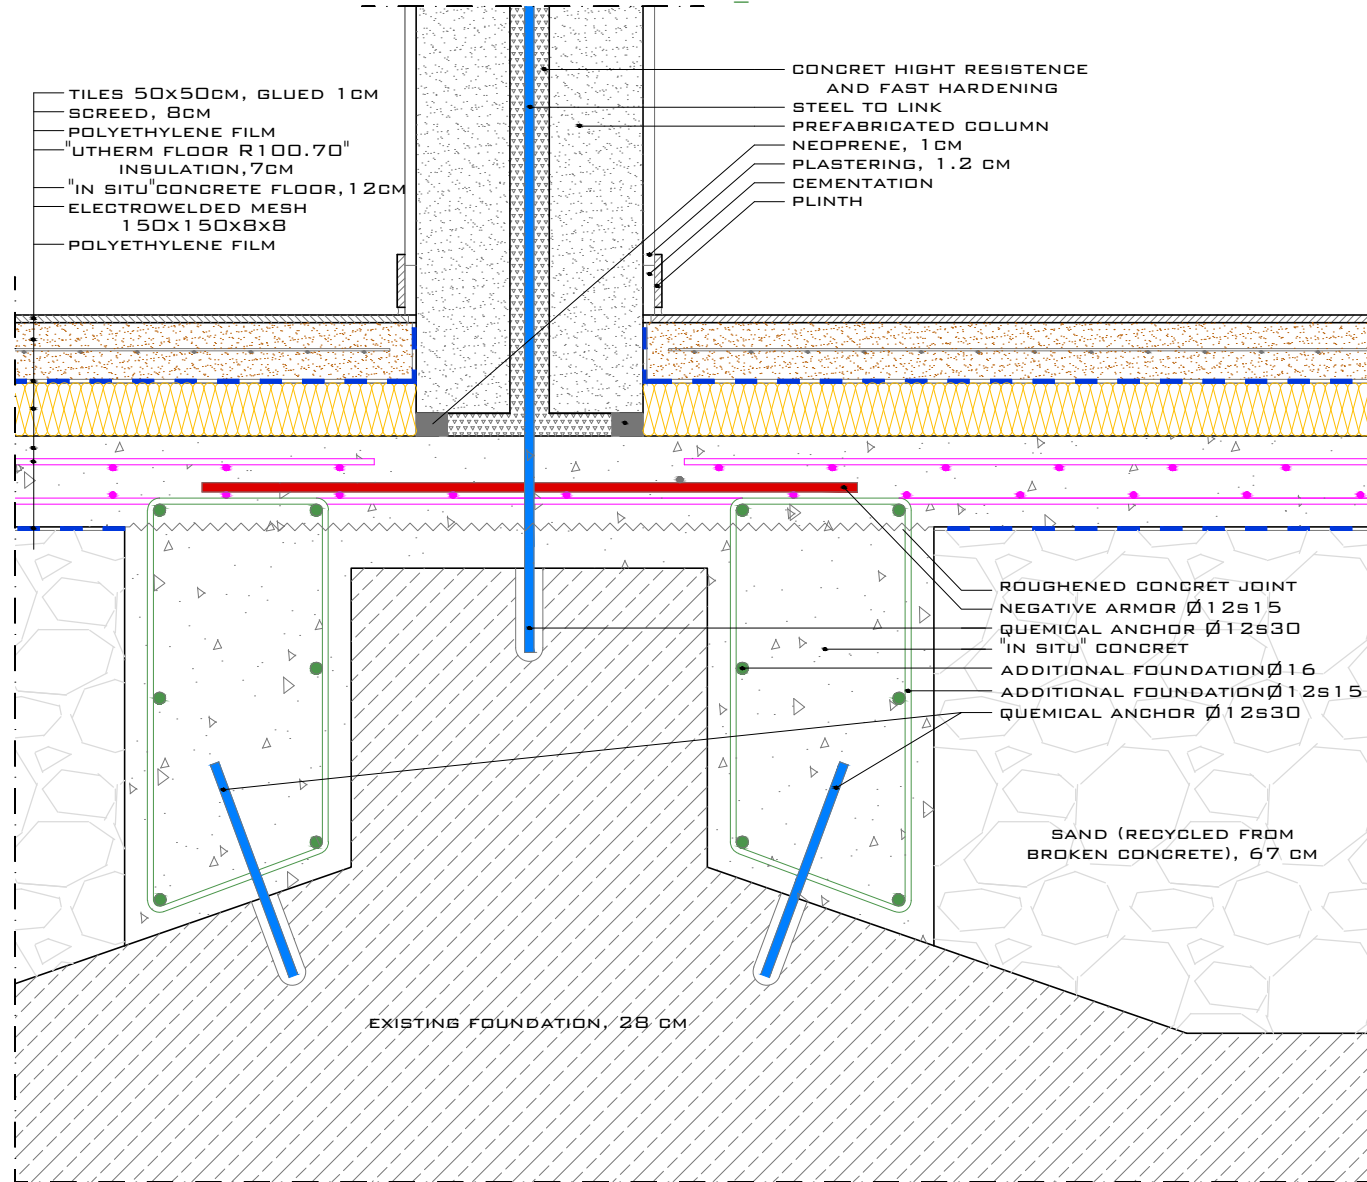 TILES 50x50CM, GLUED 1CM
SCREED, 8CM
POLYETHYLENE FILM
"UTHERM FLOOR R100.70"
INSULATION,7CM
"IN SITU"CONCRETE FLOOR,12CM
ELECTROWELDED MESH
150x150x8x8
POLYETHYLENE FILM
CONCRET HIGHT RESISTENCE
AND FAST HARDENING
STEEL TO LINK
PREFABRICATED COLUMN
NEOPRENE, 1CM
PLASTERING, 1.2 CM
CEMENTATION
PLINTH
ROUGHENED CONCRET JOINT
NEGATIVE ARMOR Ø12S15
QUEMICAL ANCHOR Ø12S30
"IN SITU" CONCRET
ADDITIONAL FOUNDATIONØ16
ADDITIONAL FOUNDATIONØ12S15
QUEMICAL ANCHOR Ø12S30
SAND (RECYCLED FROM
BROKEN CONCRETE), 67 CM
EXISTING FOUNDATION, 28 CM